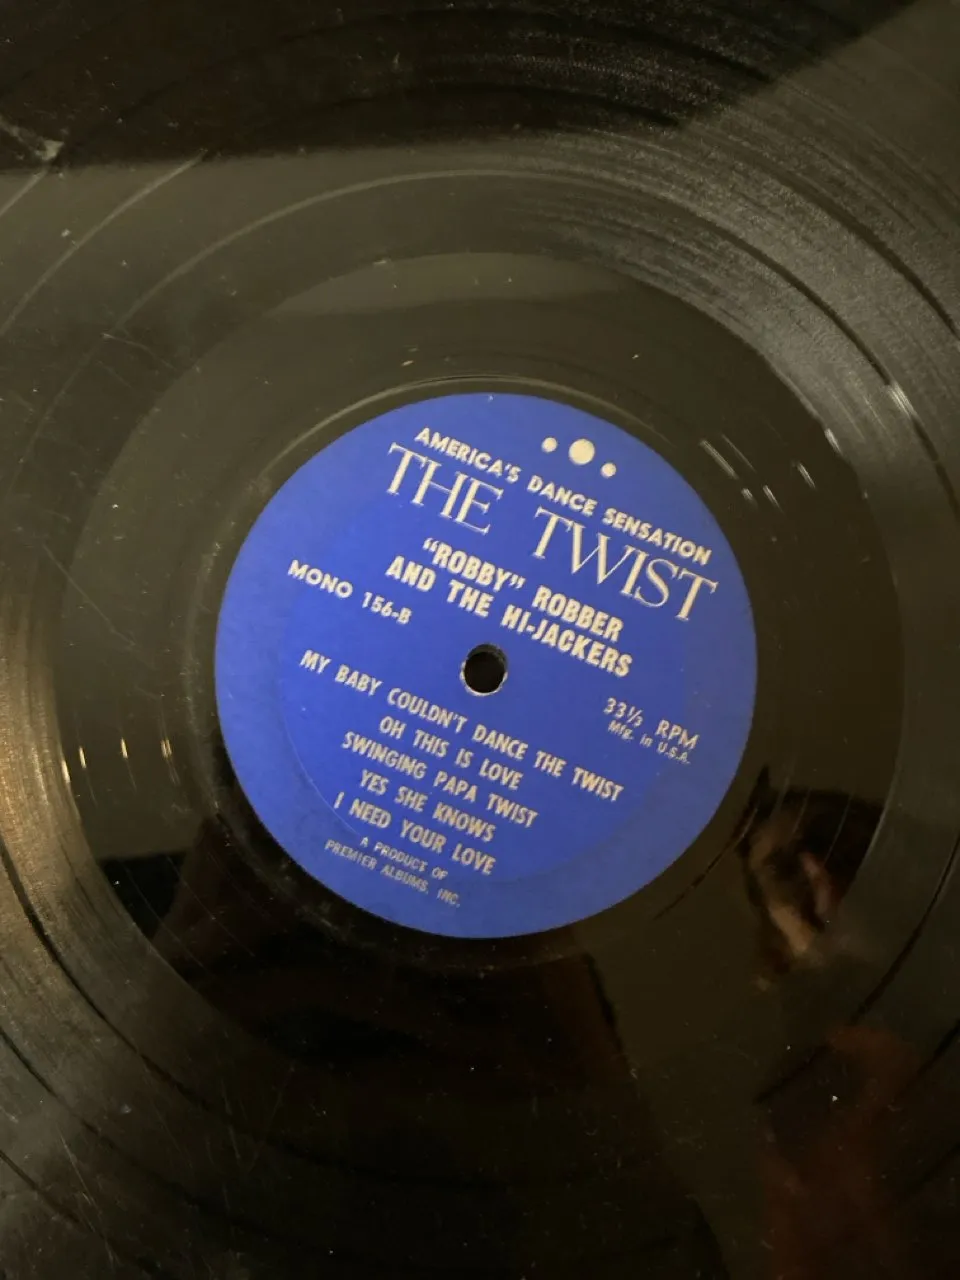 AMERICA'S DANCE SENSATION
THE TWIST
"ROBBY" ROBBER
AND THE HI-JACKERS
MONO 156-B
33⅓ RPM
Mfg. in U.S.A.
MY BABY COULDN'T DANCE THE TWIST
OH THIS IS LOVE
SWINGING PAPA TWIST
YES SHE KNOWS
I NEED YOUR LOVE
A PRODUCT OF
PREMIER ALBUMS, INC.